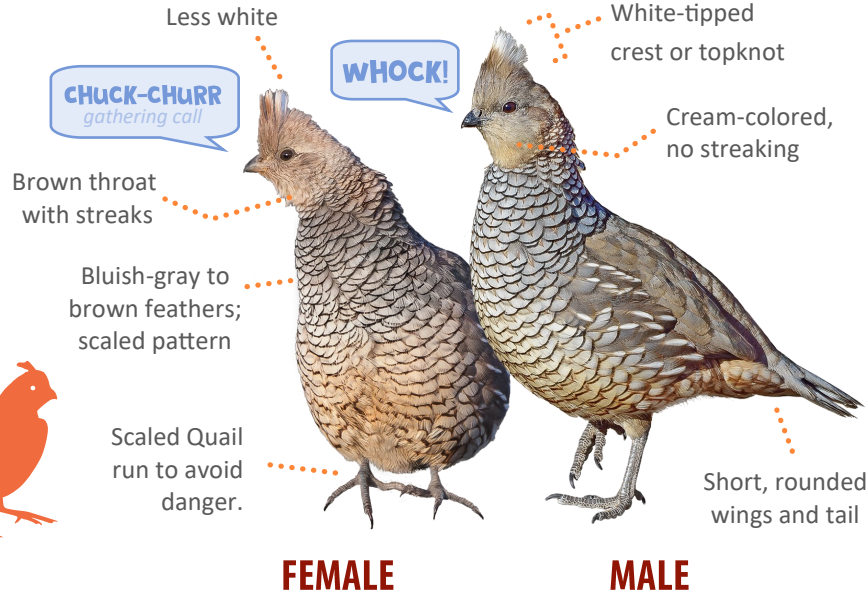 Less white
White-tipped
crest or topknot
CHUCK-CHURR
gathering call
WHOCK!
Cream-colored,
no streaking
Brown throat
with streaks
Bluish-gray to
brown feathers;
scaled pattern
Scaled Quail
run to avoid
danger.
Short, rounded
wings and tail
FEMALE
MALE